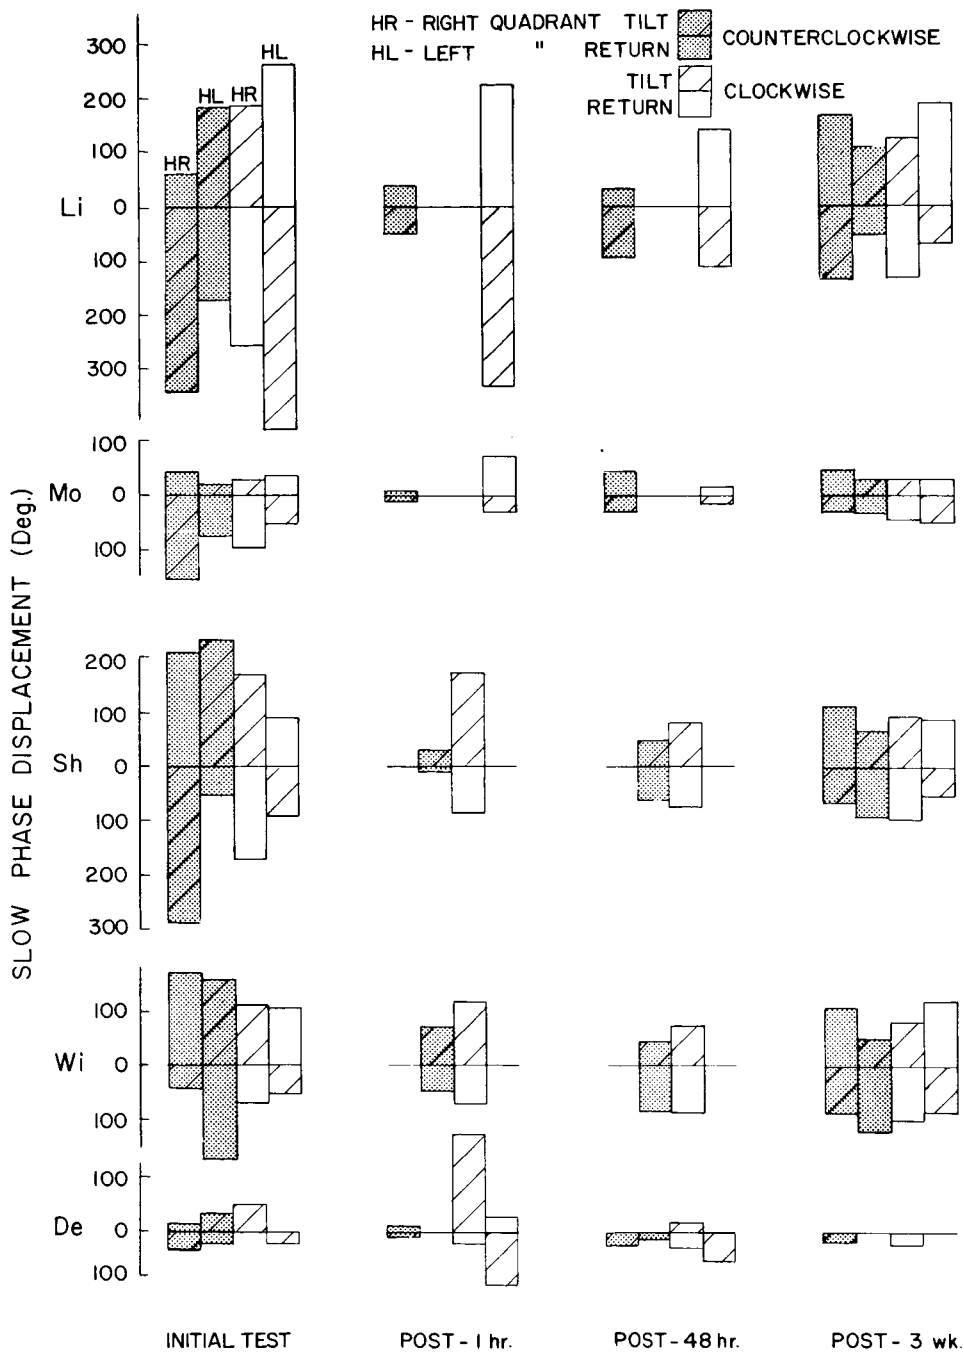 HR - RIGHT QUADRANT TILT
HL - LEFT " RETURN
COUNTERCLOCKWISE
TILT
RETURN
CLOCKWISE
SLOW PHASE DISPLACEMENT (Deg.)
300
200
100
Li 0
100
200
300
HR
HL
HR
HL
100
Mo 0
100
200
100
Sh 0
100
200
300
100
Wi 0
100
100
De 0
100
INITIAL TEST
POST - 1 hr.
POST - 48 hr.
POST - 3 wk.